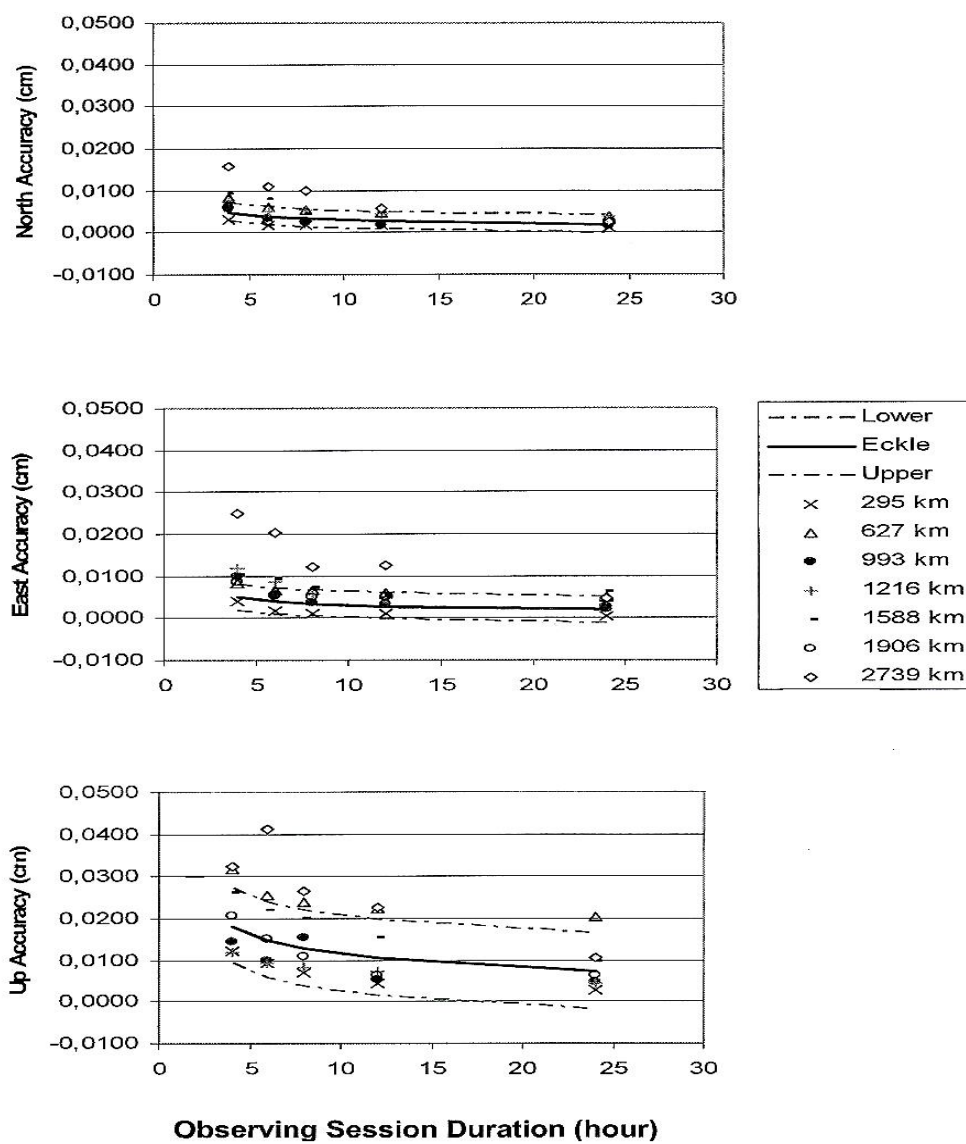 North Accuracy (cm)
0,0500
0,0400
0,0300
0,0200
0,0100
0,0000
-0,0100
0 5 10 15 20 25 30
East Accuracy (cm)
0,0500
0,0400
0,0300
0,0200
0,0100
0,0000
-0,0100
0 5 10 15 20 25 30
Lower
Eckle
Upper
295 km
627 km
993 km
1216 km
1588 km
1906 km
2739 km
Up Accuracy (cm)
0,0500
0,0400
0,0300
0,0200
0,0100
0,0000
-0,0100
0 5 10 15 20 25 30
Observing Session Duration (hour)